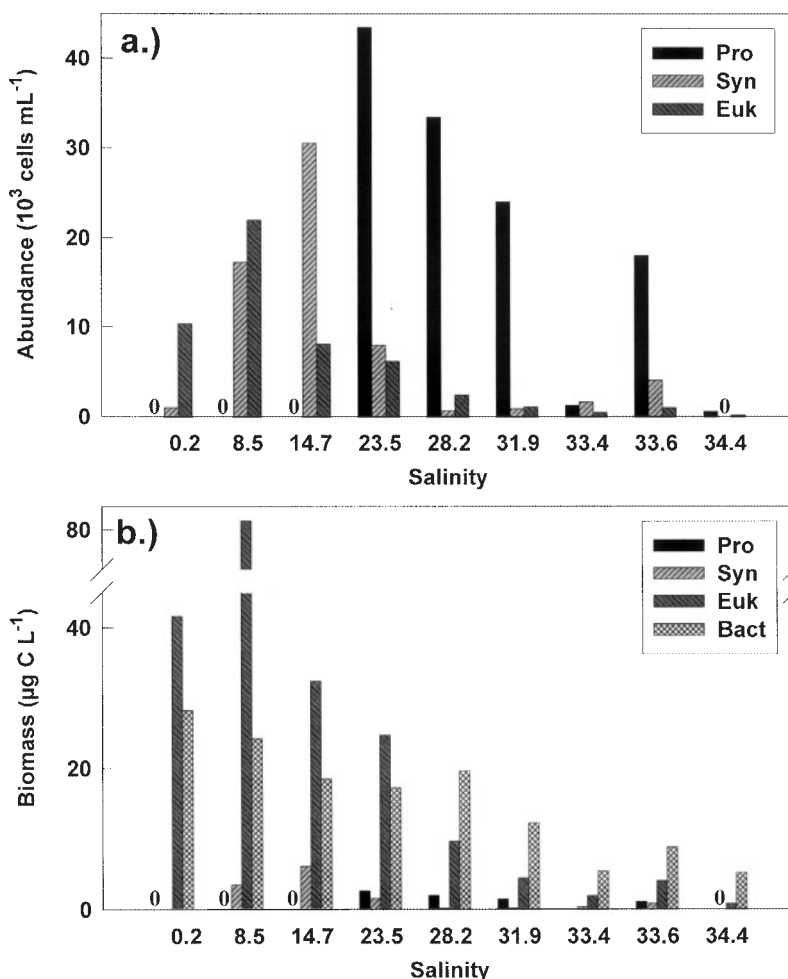 a.)
Pro
Syn
Euk
Abundance (10³ cells mL⁻¹)
40
30
20
10
0
0 0 0 0
0.2 8.5 14.7 23.5 28.2 31.9 33.4 33.6 34.4
Salinity
b.)
Pro
Syn
Euk
Bact
Biomass (µg C L⁻¹)
80
40
20
0
0 0 0 0
0.2 8.5 14.7 23.5 28.2 31.9 33.4 33.6 34.4
Salinity